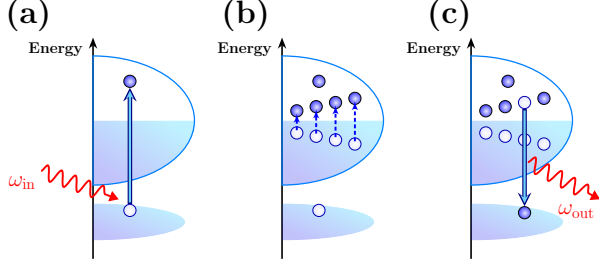 (a) (b) (c)
Energy Energy Energy
ω_in
ω_out